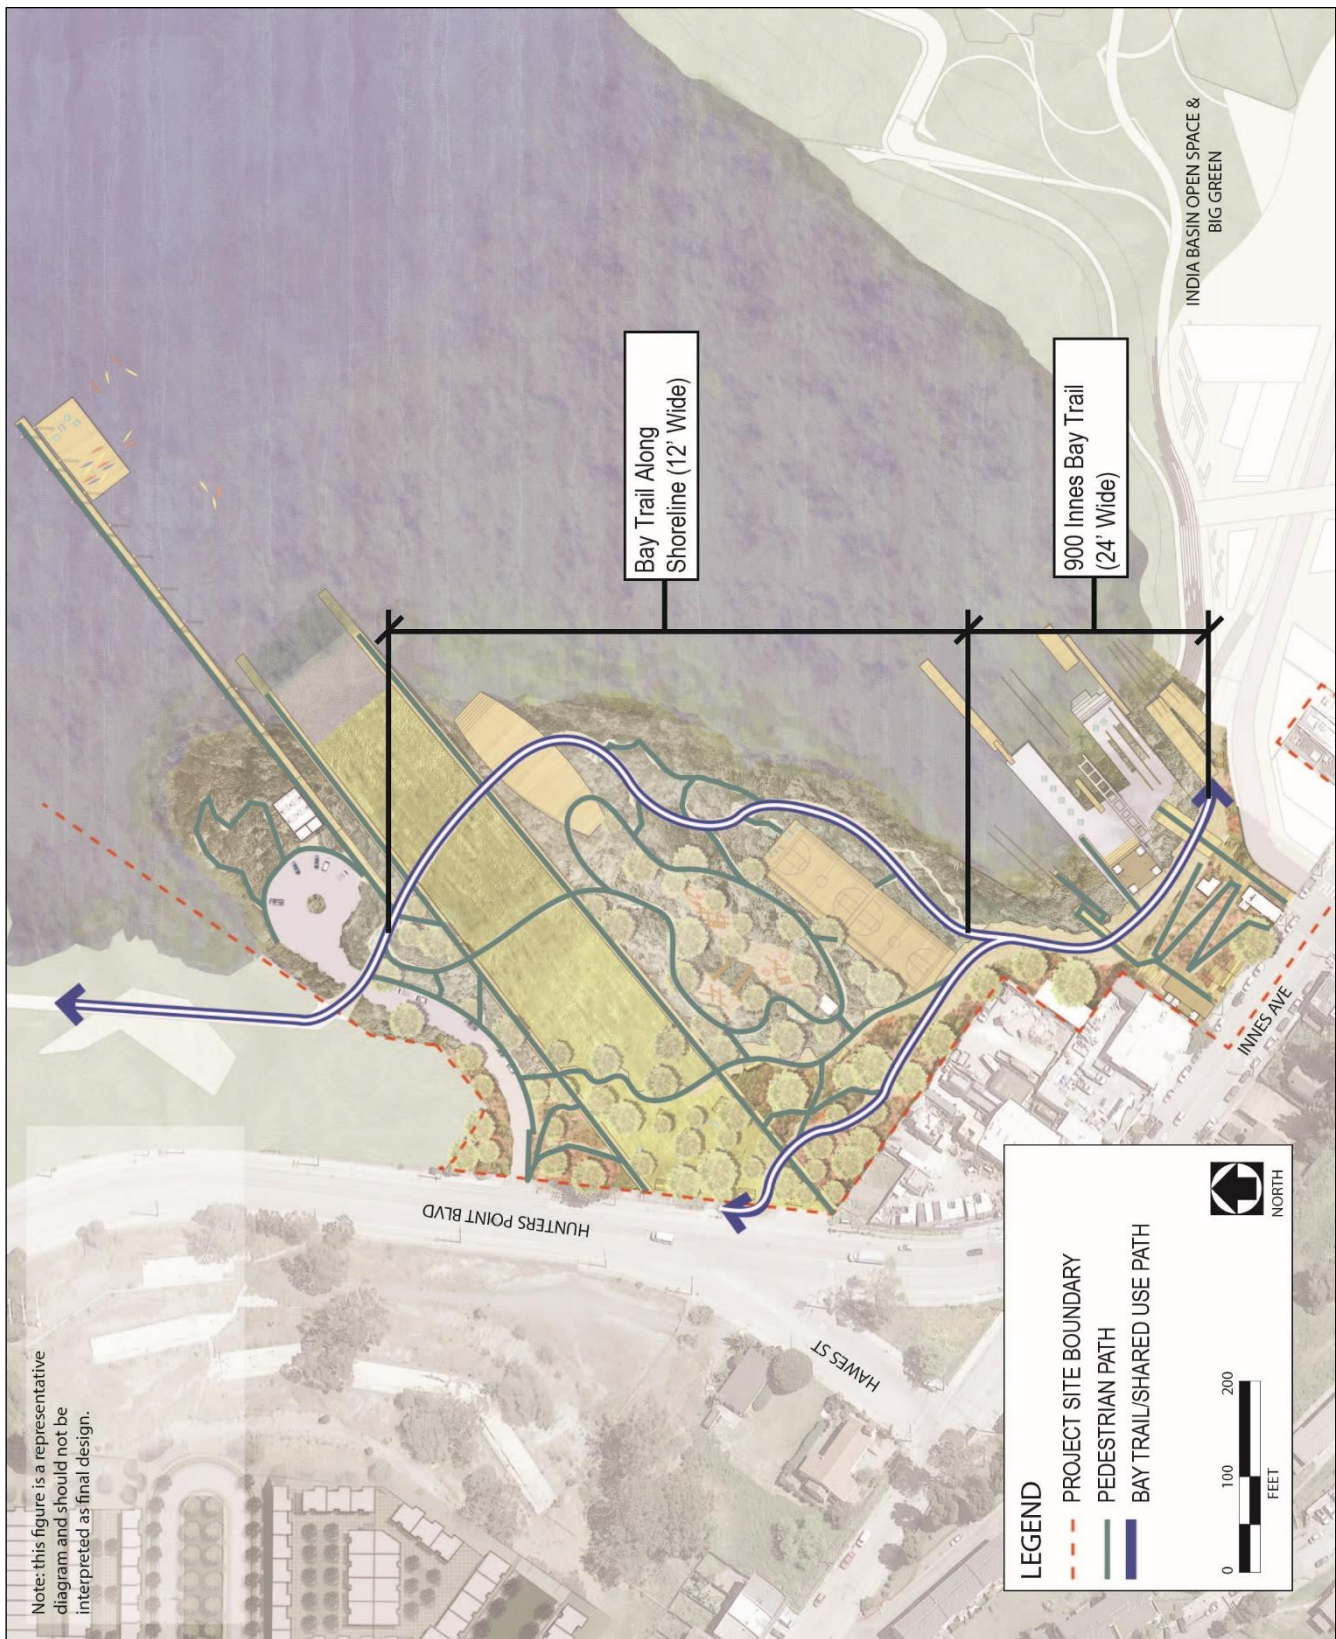 Note: this figure is a representative
diagram and should not be
interpreted as final design.
HUNTERS POINT BLVD
HAWES ST
INNES AVE
Bay Trail Along
Shoreline (12' Wide)
900 Innes Bay Trail
(24' Wide)
INDIA BASIN OPEN SPACE &
BIG GREEN
LEGEND
PROJECT SITE BOUNDARY
PEDESTRIAN PATH
BAY TRAIL/SHARED USE PATH
0 100 200
FEET
NORTH